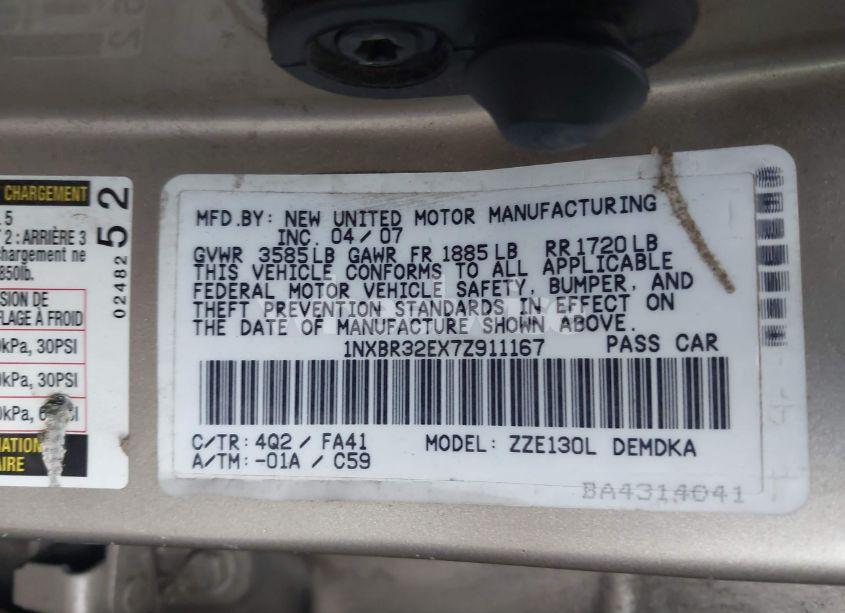 CHARGEMENT
5
2 : ARRIÈRE 3
chargement ne
850lb.
SION DE
FLAGE À FROID
kPa, 30PSI
kPa, 30PSI
kPa,
AIRE
02482
52
MFD.BY: NEW UNITED MOTOR MANUFACTURING
INC. 04/07
GVWR 3585LB GAWR FR 1885LB RR 1720LB
THIS VEHICLE CONFORMS TO ALL APPLICABLE
FEDERAL MOTOR VEHICLE SAFETY, BUMPER, AND
THEFT PREVENTION STANDARDS IN EFFECT ON
THE DATE OF MANUFACTURE SHOWN ABOVE.
1NXBR32EX7Z911167 PASS CAR
C/TR: 4Q2 / FA41 MODEL: ZZE130L DEMDKA
A/TM: -01A / C59
BA4314041